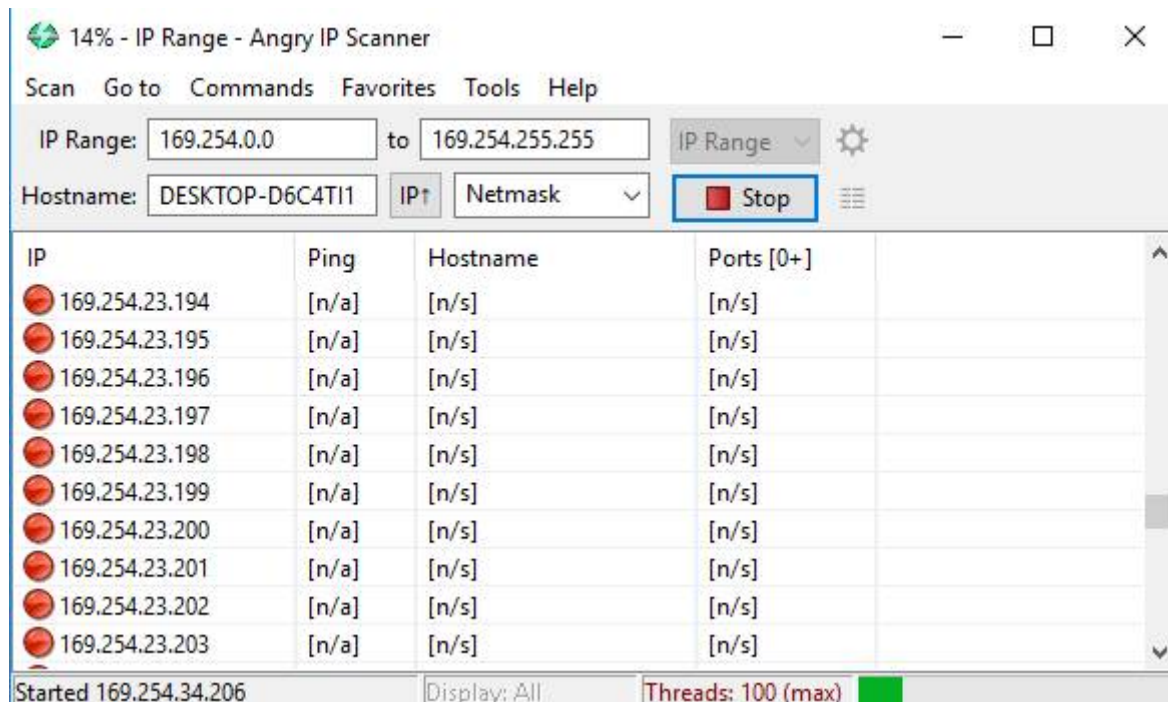 14% - IP Range - Angry IP Scanner
Scan Go to Commands Favorites Tools Help
IP Range: 169.254.0.0 to 169.254.255.255 IP Range
Hostname: DESKTOP-D6C4TI1 IP↑ Netmask Stop
IP Ping Hostname Ports [0+]
169.254.23.194 [n/a] [n/s] [n/s]
169.254.23.195 [n/a] [n/s] [n/s]
169.254.23.196 [n/a] [n/s] [n/s]
169.254.23.197 [n/a] [n/s] [n/s]
169.254.23.198 [n/a] [n/s] [n/s]
169.254.23.199 [n/a] [n/s] [n/s]
169.254.23.200 [n/a] [n/s] [n/s]
169.254.23.201 [n/a] [n/s] [n/s]
169.254.23.202 [n/a] [n/s] [n/s]
169.254.23.203 [n/a] [n/s] [n/s]
Started 169.254.34.206 Display: All Threads: 100 (max)